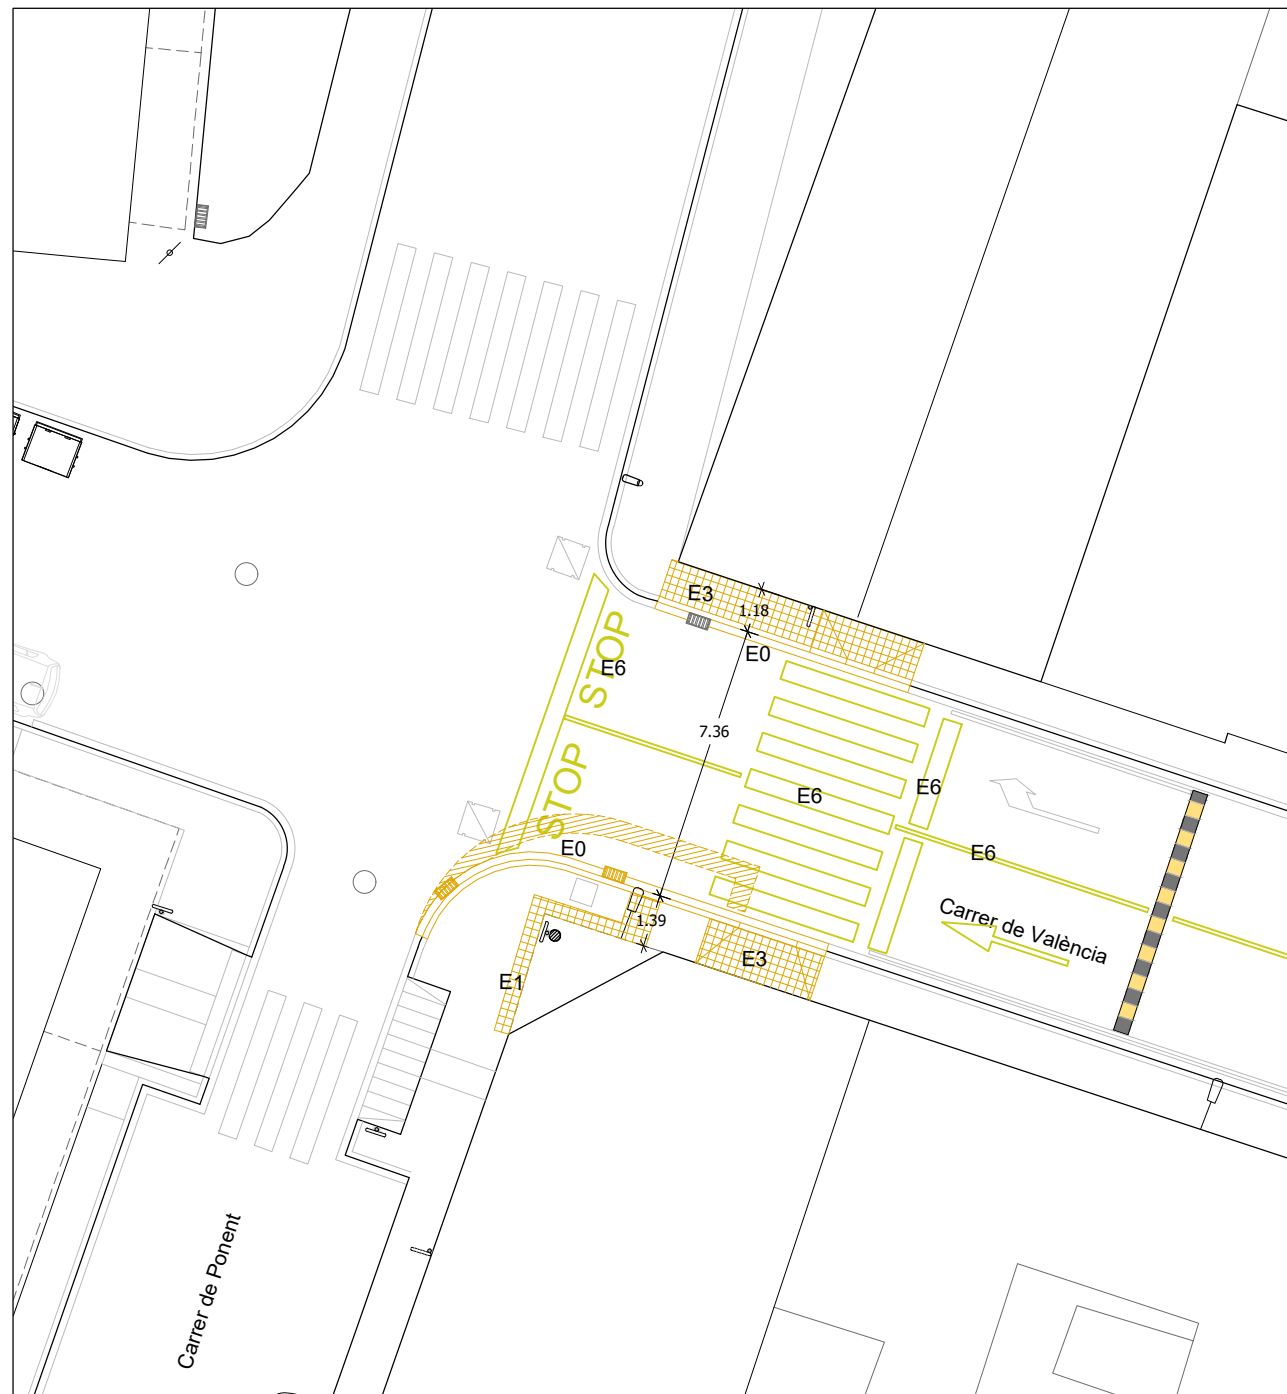 E3
1.18
E0
STOP
E6
7.36
STOP
E6
E6
E0
E6
Carrer de València
1.39
E3
E1
Carrer de Ponent